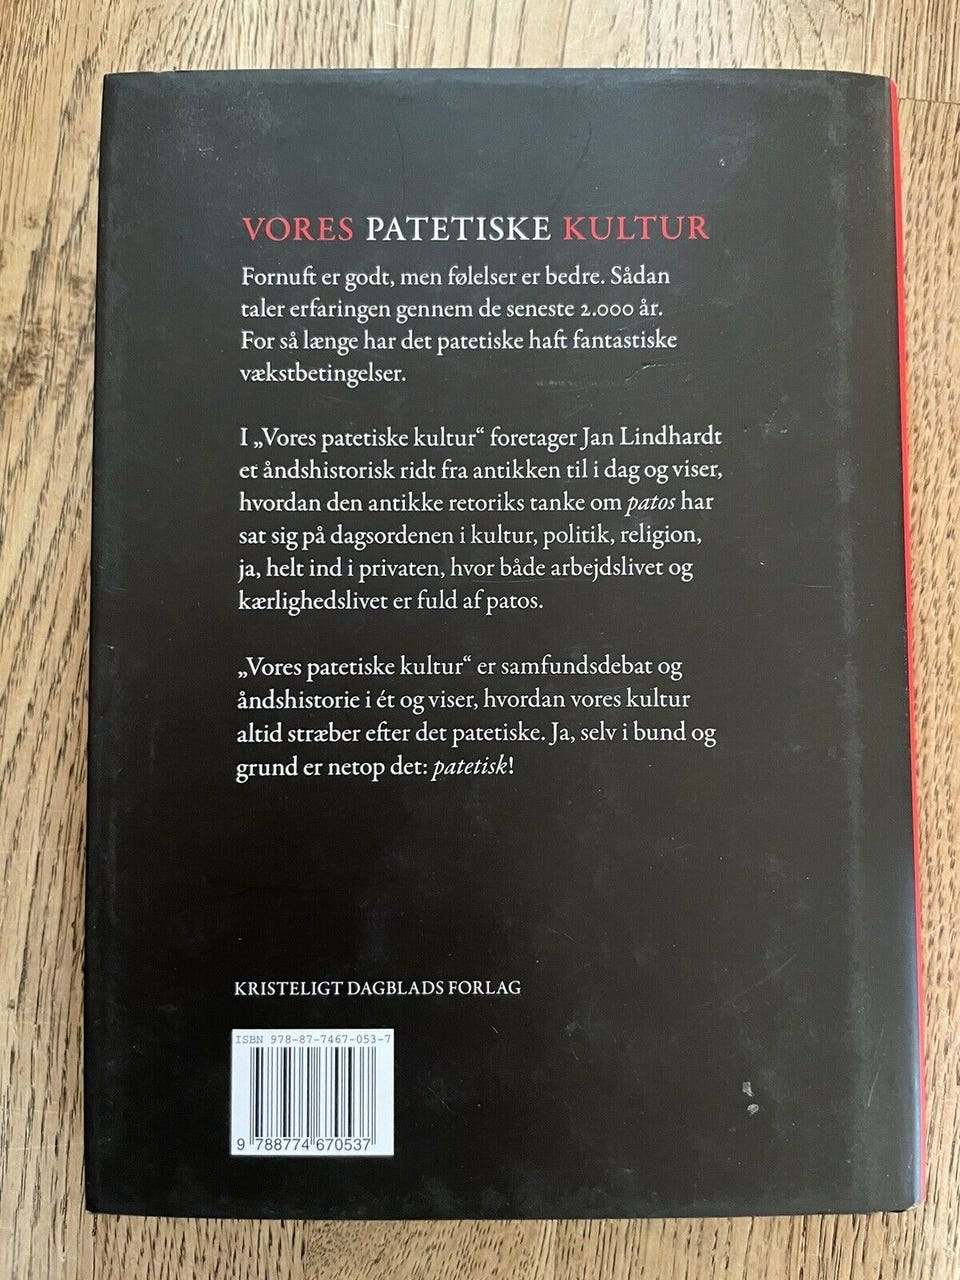 VORES PATETISKE KULTUR
Fornuft er godt, men følelser er bedre. Sådan
taler erfaringen gennem de seneste 2.000 år.
For så længe har det patetiske haft fantastiske
vækstbetingelser.
I „Vores patetiske kultur“ foretager Jan Lindhardt
et åndshistorisk ridt fra antikken til i dag og viser,
hvordan den antikke retoriks tanke om patos har
sat sig på dagsordenen i kultur, politik, religion,
ja, helt ind i privaten, hvor både arbejdslivet og
kærlighedslivet er fuld af patos.
„Vores patetiske kultur“ er samfundsdebat og
åndshistorie i ét og viser, hvordan vores kultur
altid stræber efter det patetiske. Ja, selv i bund og
grund er netop det: patetisk!
KRISTELIGT DAGBLADS FORLAG
ISBN 978-87-7467-053-7
9 788774 670537